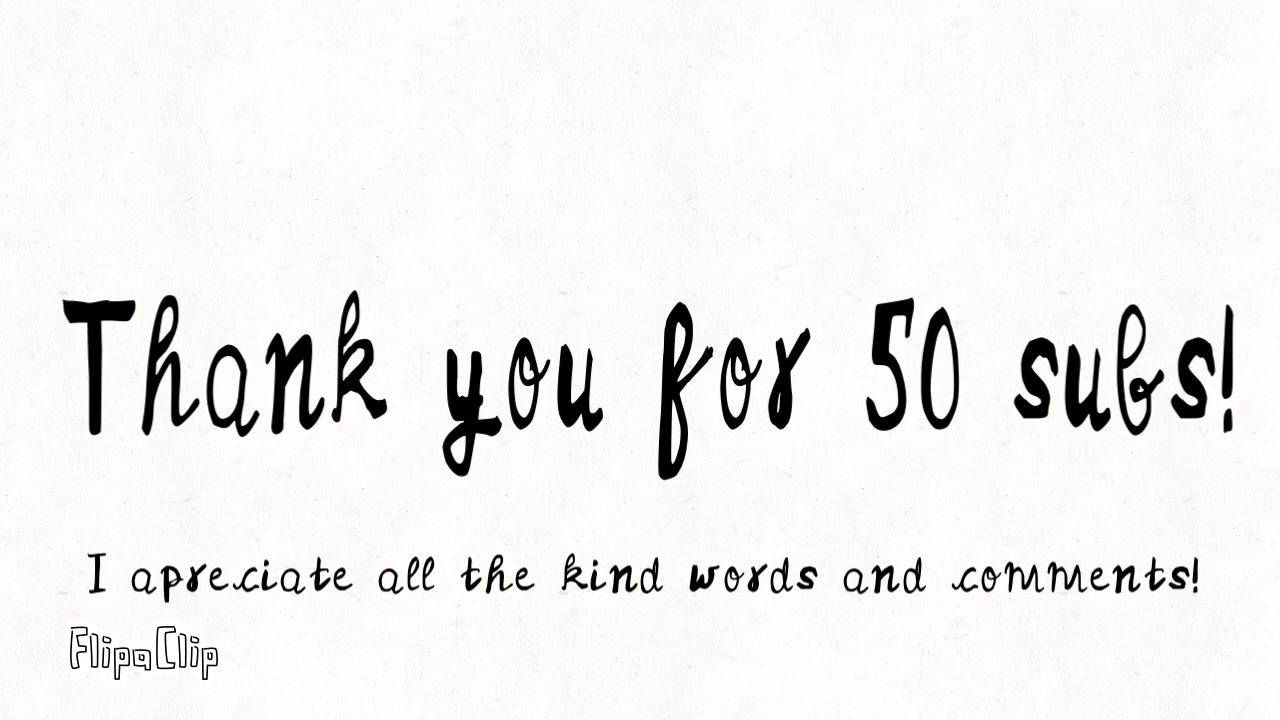 Thank you for 50 subs!
I apreciate all the kind words and comments!
FlipaClip